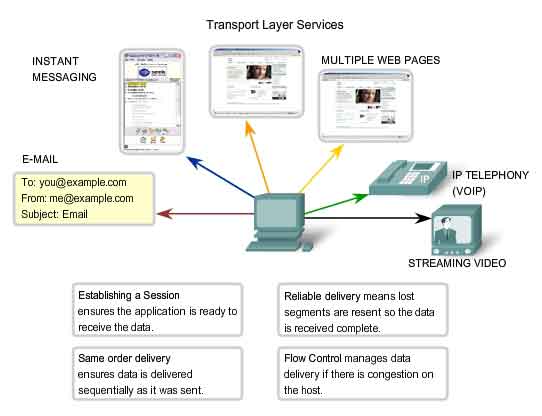 Transport Layer Services
INSTANT
MESSAGING
MULTIPLE WEB PAGES
E-MAIL
To: you@example.com
From: me@example.com
Subject: Email
IP
IP TELEPHONY
(VOIP)
STREAMING VIDEO
Establishing a Session
ensures the application is ready to
receive the data.
Reliable delivery means lost
segments are resent so the data
is received complete.
Same order delivery
ensures data is delivered
sequentially as it was sent.
Flow Control manages data
delivery if there is congestion on
the host.